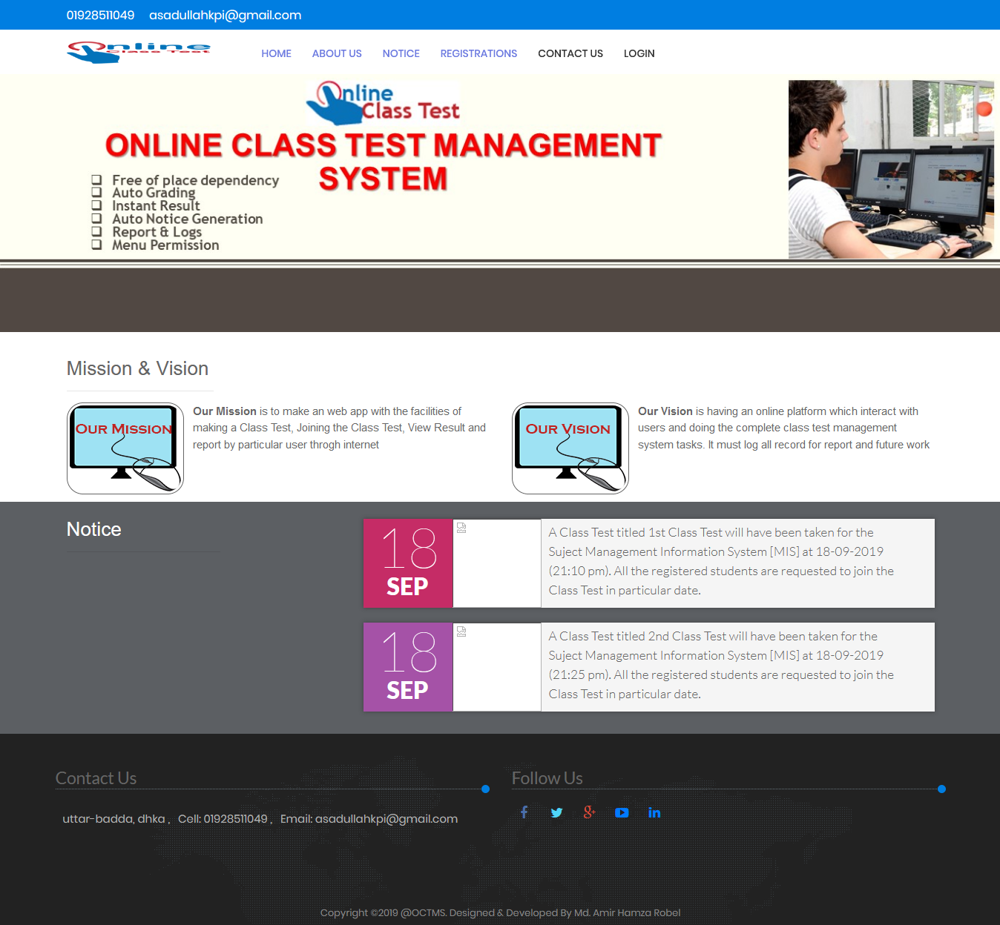 01928511049 asadullahkpi@gmail.com
Online
Class Test
HOME ABOUT US NOTICE REGISTRATIONS CONTACT US LOGIN
Online
Class Test
ONLINE CLASS TEST MANAGEMENT
SYSTEM
Free of place dependency
Auto Grading
Instant Result
Auto Notice Generation
Report & Logs
Menu Permission
Mission & Vision
OUR MISSION
Our Mission is to make an web app with the facilities of
making a Class Test, Joining the Class Test, View Result and
report by particular user throgh internet
OUR VISION
Our Vision is having an online platform which interact with
users and doing the complete class test management
system tasks. It must log all record for report and future work
Notice
18
SEP
A Class Test titled 1st Class Test will have been taken for the
Suject Management Information System [MIS] at 18-09-2019
(21:10 pm). All the registered students are requested to join the
Class Test in particular date.
18
SEP
A Class Test titled 2nd Class Test will have been taken for the
Suject Management Information System [MIS] at 18-09-2019
(21:25 pm). All the registered students are requested to join the
Class Test in particular date.
Contact Us
uttar-badda, dhka , Cell: 01928511049 , Email: asadullahkpi@gmail.com
Follow Us
Copyright ©2019 @OCTMS. Designed & Developed By Md. Amir Hamza Robel